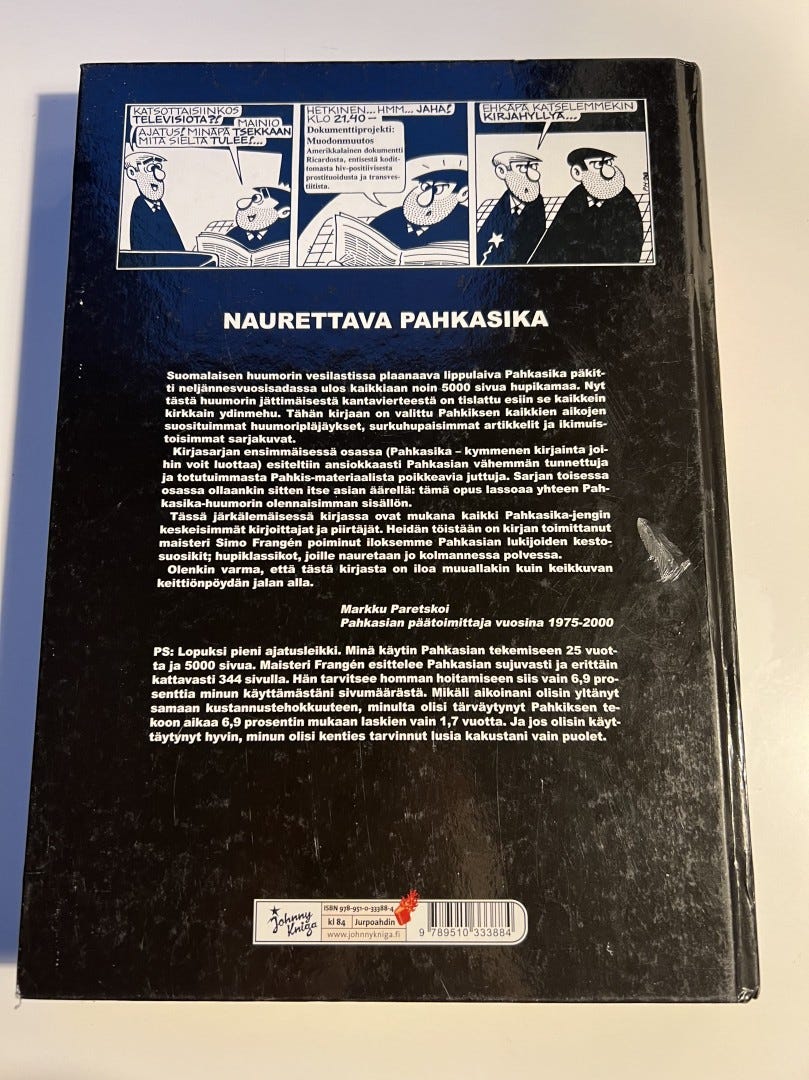 KATSOTTAISIINKOS
TELEVISIOTA?!
MAINIO
AJATUS! MINÄPÄ TSEKKAAN
MITÄ SIELTÄ TULEE!...
HETKINEN... HMM... JAHA!
KLO 21.40—
Dokumenttiprojekti:
Muodonmuutos
Amerikkalainen dokumentti
Ricardosta, entisestä kodit-
tomasta hiv-positiivisesta
prostituoidusta ja transves-
tiitista.
EHKÄPÄ KATSELEMMEKIN
KIRJAHYLLYÄ...
NAURETTAVA PAHKASIKA
Suomalaisen huumorin vesilastissa plaanaava lippulaiva Pahkasika päkit-
ti neljännesvuosisadassa ulos kaikkiaan noin 5000 sivua hupikamaa. Nyt
tästä huumorin jättimäisestä kantavierteestä on tislattu esiin se kaikkein
kirkkain ydinmehu. Tähän kirjaan on valittu Pahkiksen kaikkien aikojen
suosituimmat huumoripläjäykset, surkuhupaisimmat artikkelit ja ikimuis-
toisimmat sarjakuvat.
Kirjasarjan ensimmäisessä osassa (Pahkasika – kymmenen kirjainta joi-
hin voit luottaa) esiteltiin ansiokkaasti Pahkasian vähemmän tunnettuja
ja totutuimmasta Pahkis-materiaalista poikkeavia juttuja. Sarjan toisessa
osassa ollaankin sitten itse asian äärellä: tämä opus lassoaa yhteen Pah-
kasika-huumorin olennaisimman sisällön.
Tässä järkälemäisessä kirjassa ovat mukana kaikki Pahkasika-jengin
keskeisimmät kirjoittajat ja piirtäjät. Heidän töistään on kirjan toimittanut
maisteri Simo Frangén poiminut iloksemme Pahkasian lukijoiden kesto-
suosikit; hupiklassikot, joille nauretaan jo kolmannessa polvessa.
Olenkin varma, että tästä kirjasta on iloa muuallakin kuin keikkuvan
keittiönpöydän jalan alla.
Markku Paretskoi
Pahkasian päätoimittaja vuosina 1975-2000
PS: Lopuksi pieni ajatusleikki. Minä käytin Pahkasian tekemiseen 25 vuot-
ta ja 5000 sivua. Maisteri Frangén esittelee Pahkasian sujuvasti ja erittäin
kattavasti 344 sivulla. Hän tarvitsee homman hoitamiseen siis vain 6,9 pro-
senttia minun käyttämästäni sivumäärästä. Mikäli aikoinani olisin yltänyt
samaan kustannustehokkuuteen, minulta olisi tärväytynyt Pahkiksen te-
koon aikaa 6,9 prosentin mukaan laskien vain 1,7 vuotta. Ja jos olisin käyt-
täytynyt hyvin, minun olisi kenties tarvinnut lusia kakustani vain puolet.
Johnny
Kniga
ISBN 978-951-0-33388-4
kl 84
Jurpoahdin
www.johnnykniga.fi
9 789510 333884